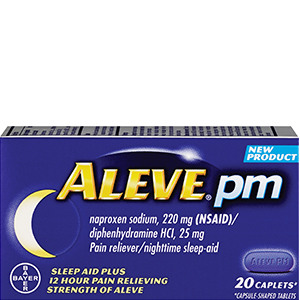 NEW
PRODUCT
ALEVE® pm
naproxen sodium, 220 mg (NSAID)/
diphenhydramine HCl, 25 mg
Pain reliever/nighttime sleep-aid
BAYER
BAYER
SLEEP AID PLUS
12 HOUR PAIN RELIEVING
STRENGTH OF ALEVE
ALEVE PM
20 CAPLETS*
*CAPSULE-SHAPED TABLETS